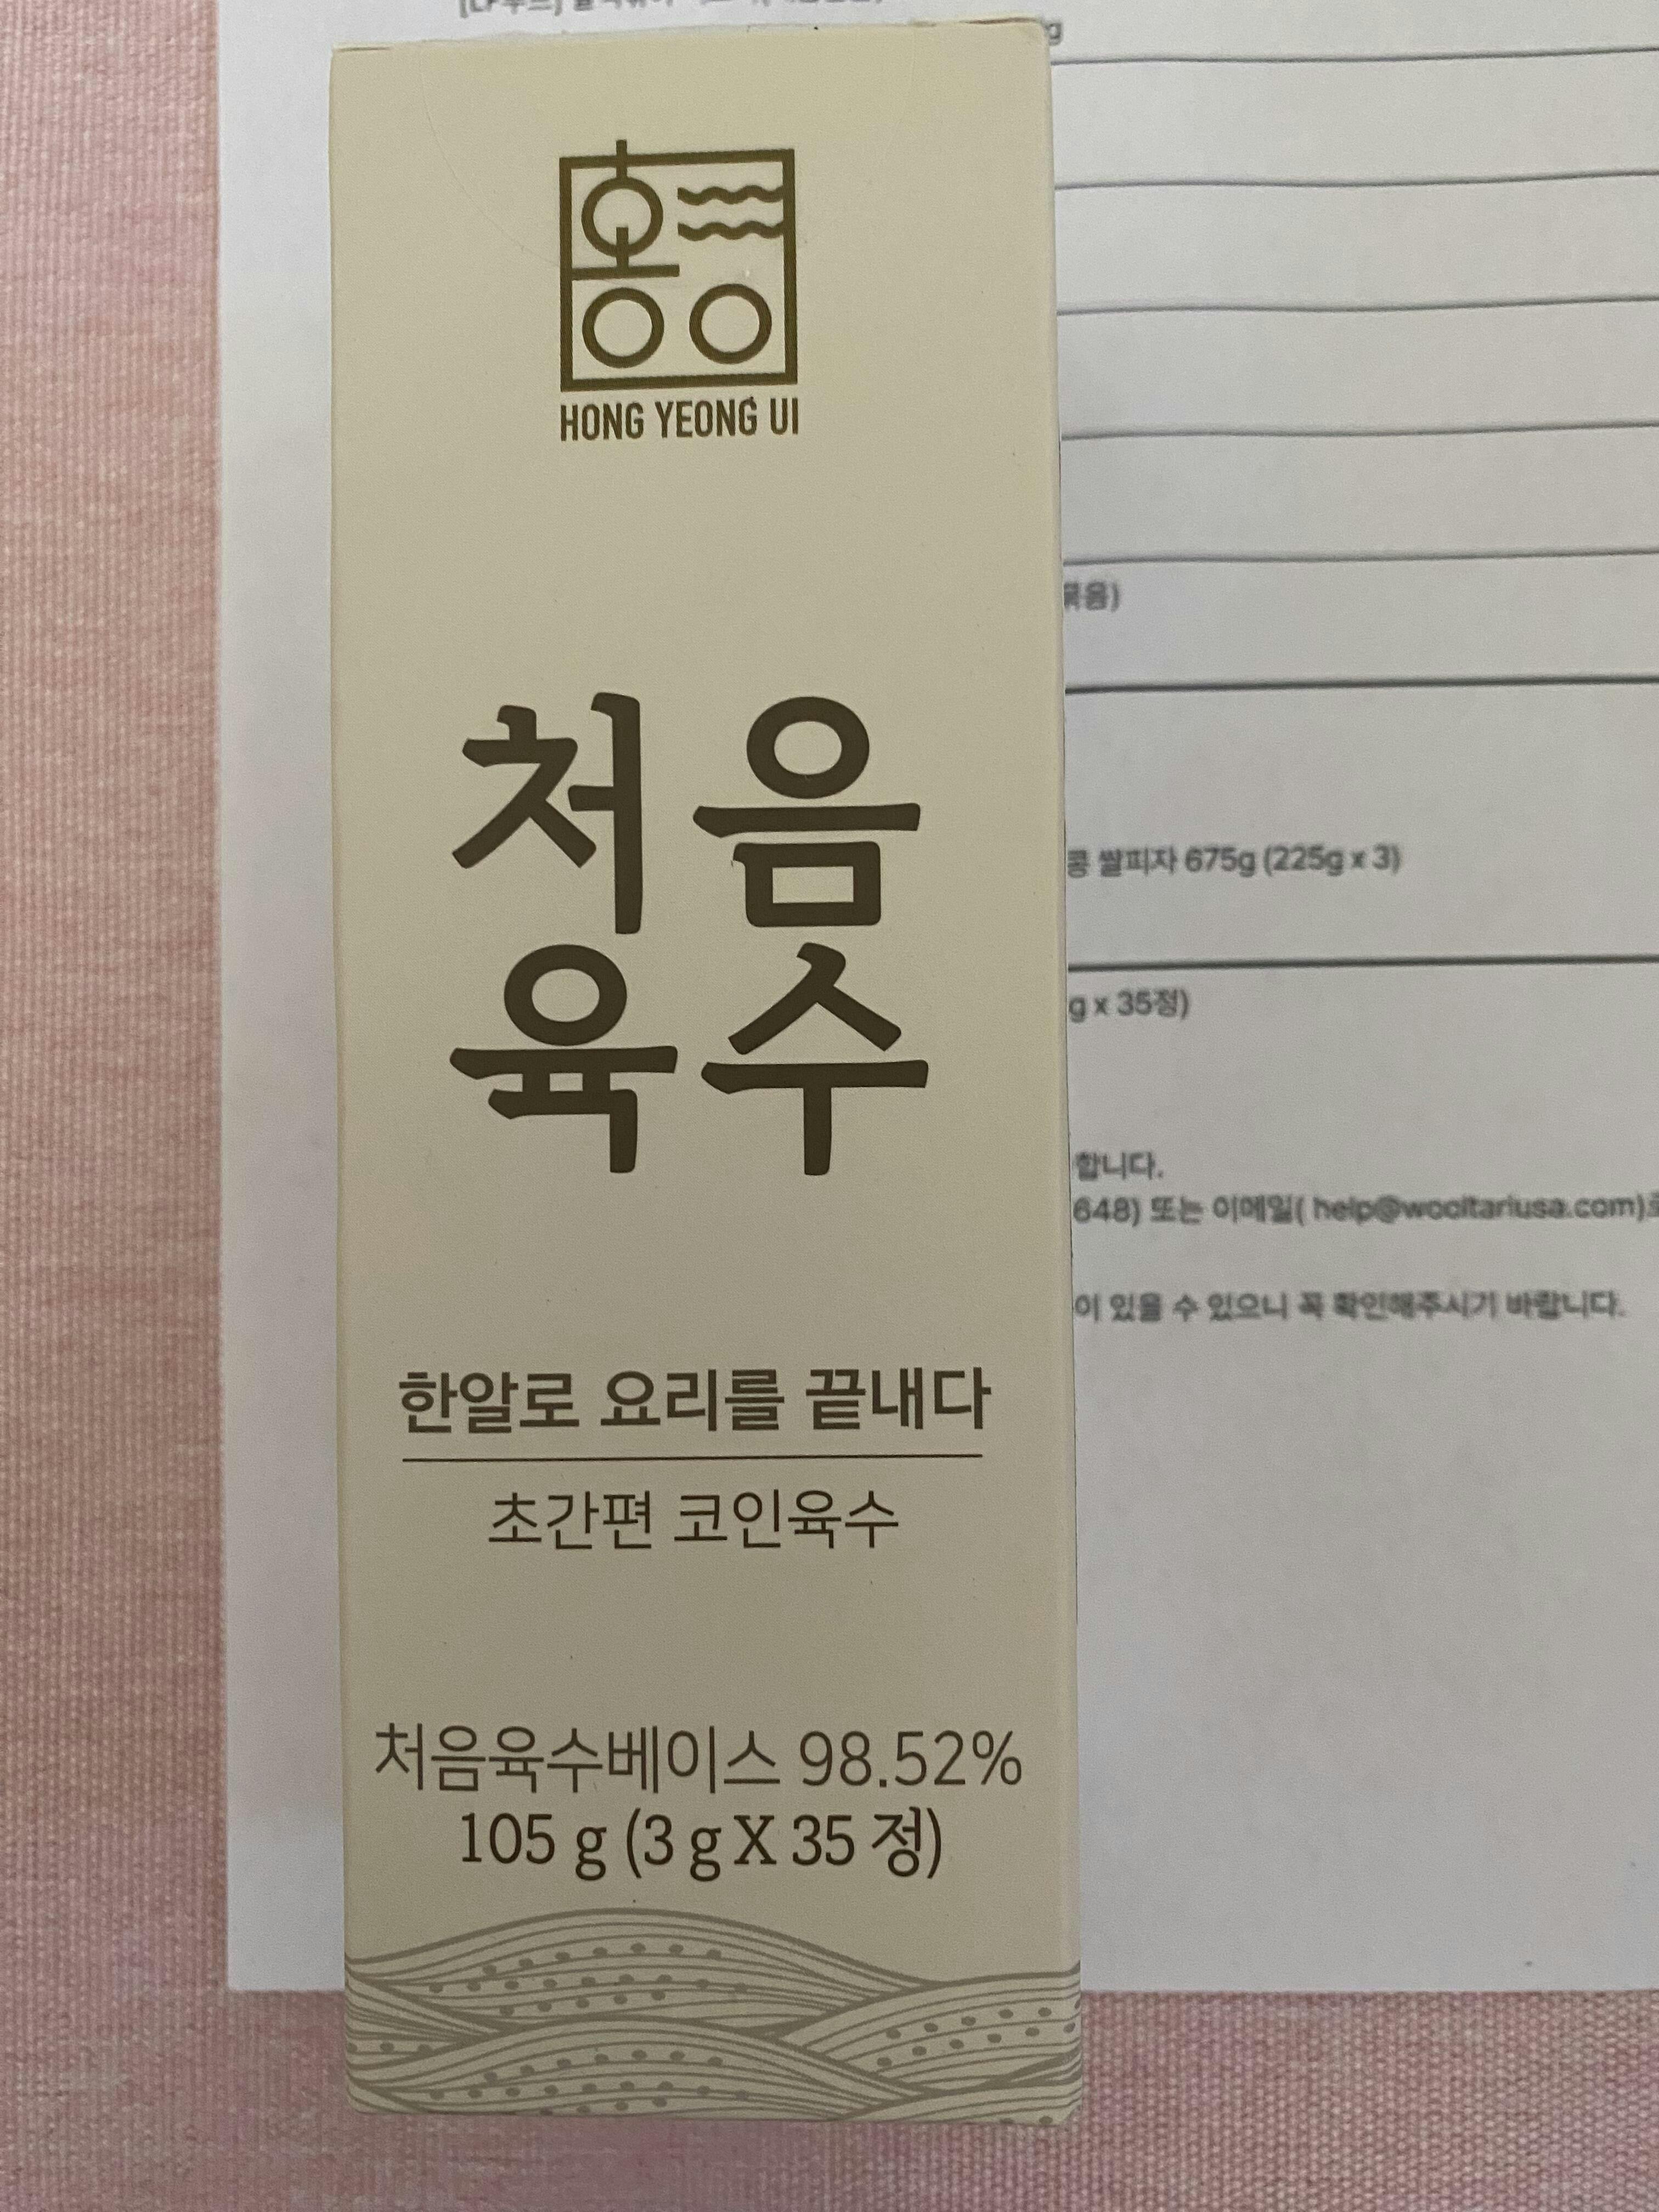 HONG YEONG UI
처음
육수
한알로 요리를 끝내다
초간편 코인육수
처음육수베이스 98.52%
105 g (3 g X 35 정)
g
묶음)
콩 쌀피자 675g (225g x 3)
g x 35정)
합니다.
648) 또는 이메일( help@wooltariusa.com)로
이 있을 수 있으니 꼭 확인해주시기 바랍니다.